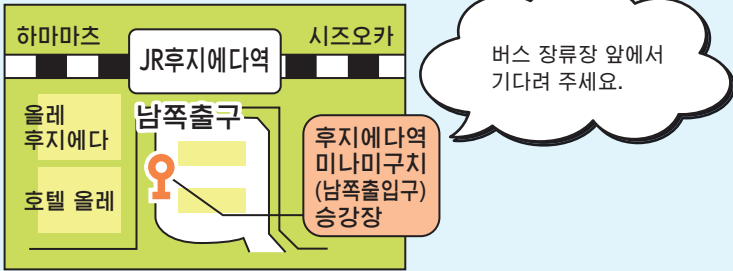 하마마츠
JR후지에다역
시즈오카
버스 장류장 앞에서
기다려 주세요.
올레
후지에다
남쪽출구
호텔 올레
후지에다역
미나미구치
(남쪽출입구)
승강장